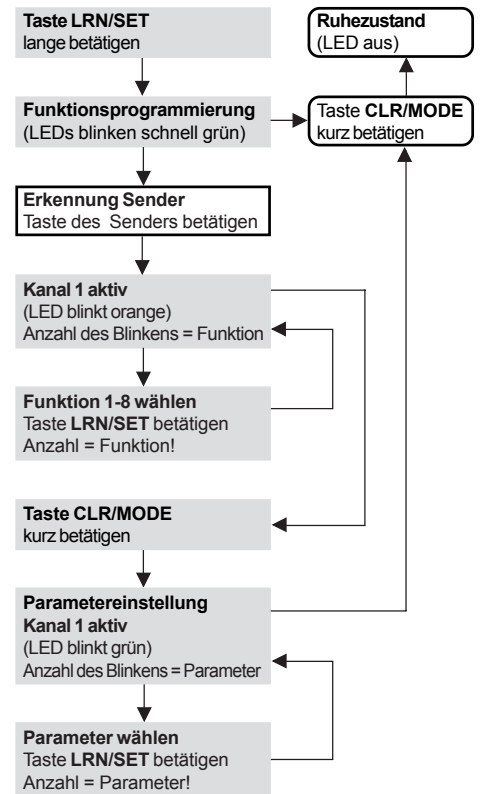 Taste LRN/SET
lange betätigen
Ruhezustand
(LED aus)
Funktionsprogrammierung
(LEDs blinken schnell grün)
Taste CLR/MODE
kurz betätigen
Erkennung Sender
Taste des Senders betätigen
Kanal 1 aktiv
(LED blinkt orange)
Anzahl des Blinkens = Funktion
Funktion 1-8 wählen
Taste LRN/SET betätigen
Anzahl = Funktion!
Taste CLR/MODE
kurz betätigen
Parametereinstellung
Kanal 1 aktiv
(LED blinkt grün)
Anzahl des Blinkens = Parameter
Parameter wählen
Taste LRN/SET betätigen
Anzahl = Parameter!